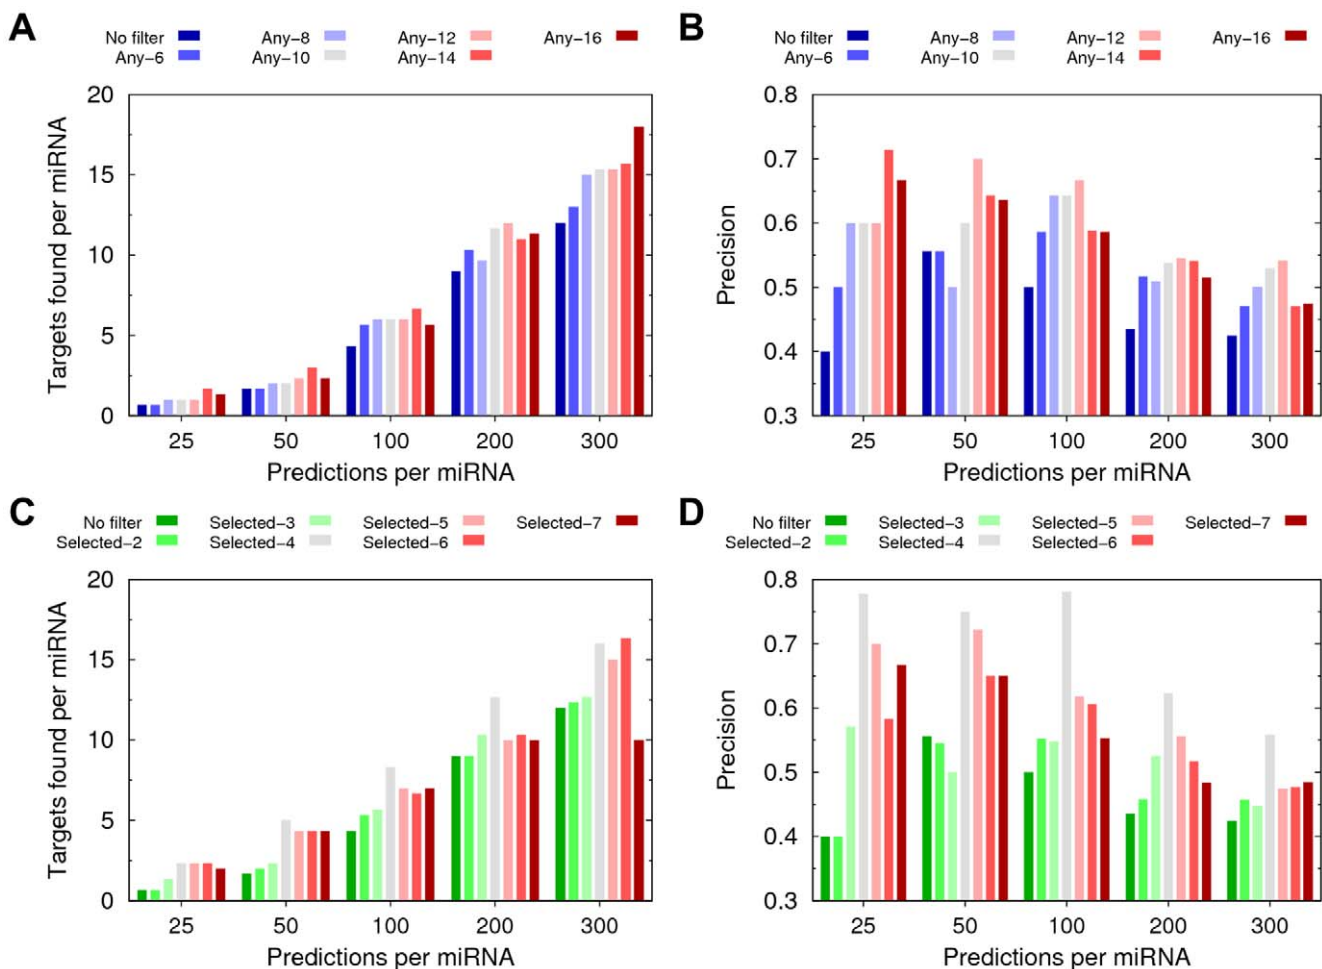 A
No filter Any-8 Any-12 Any-16
Any-6 Any-10 Any-14
20
15
10
5
0
Targets found per miRNA
25 50 100 200 300
Predictions per miRNA
B
No filter Any-8 Any-12 Any-16
Any-6 Any-10 Any-14
0.8
0.7
0.6
0.5
0.4
0.3
Precision
25 50 100 200 300
Predictions per miRNA
C
No filter Selected-3 Selected-5 Selected-7
Selected-2 Selected-4 Selected-6
20
15
10
5
0
Targets found per miRNA
25 50 100 200 300
Predictions per miRNA
D
No filter Selected-3 Selected-5 Selected-7
Selected-2 Selected-4 Selected-6
0.8
0.7
0.6
0.5
0.4
0.3
Precision
25 50 100 200 300
Predictions per miRNA